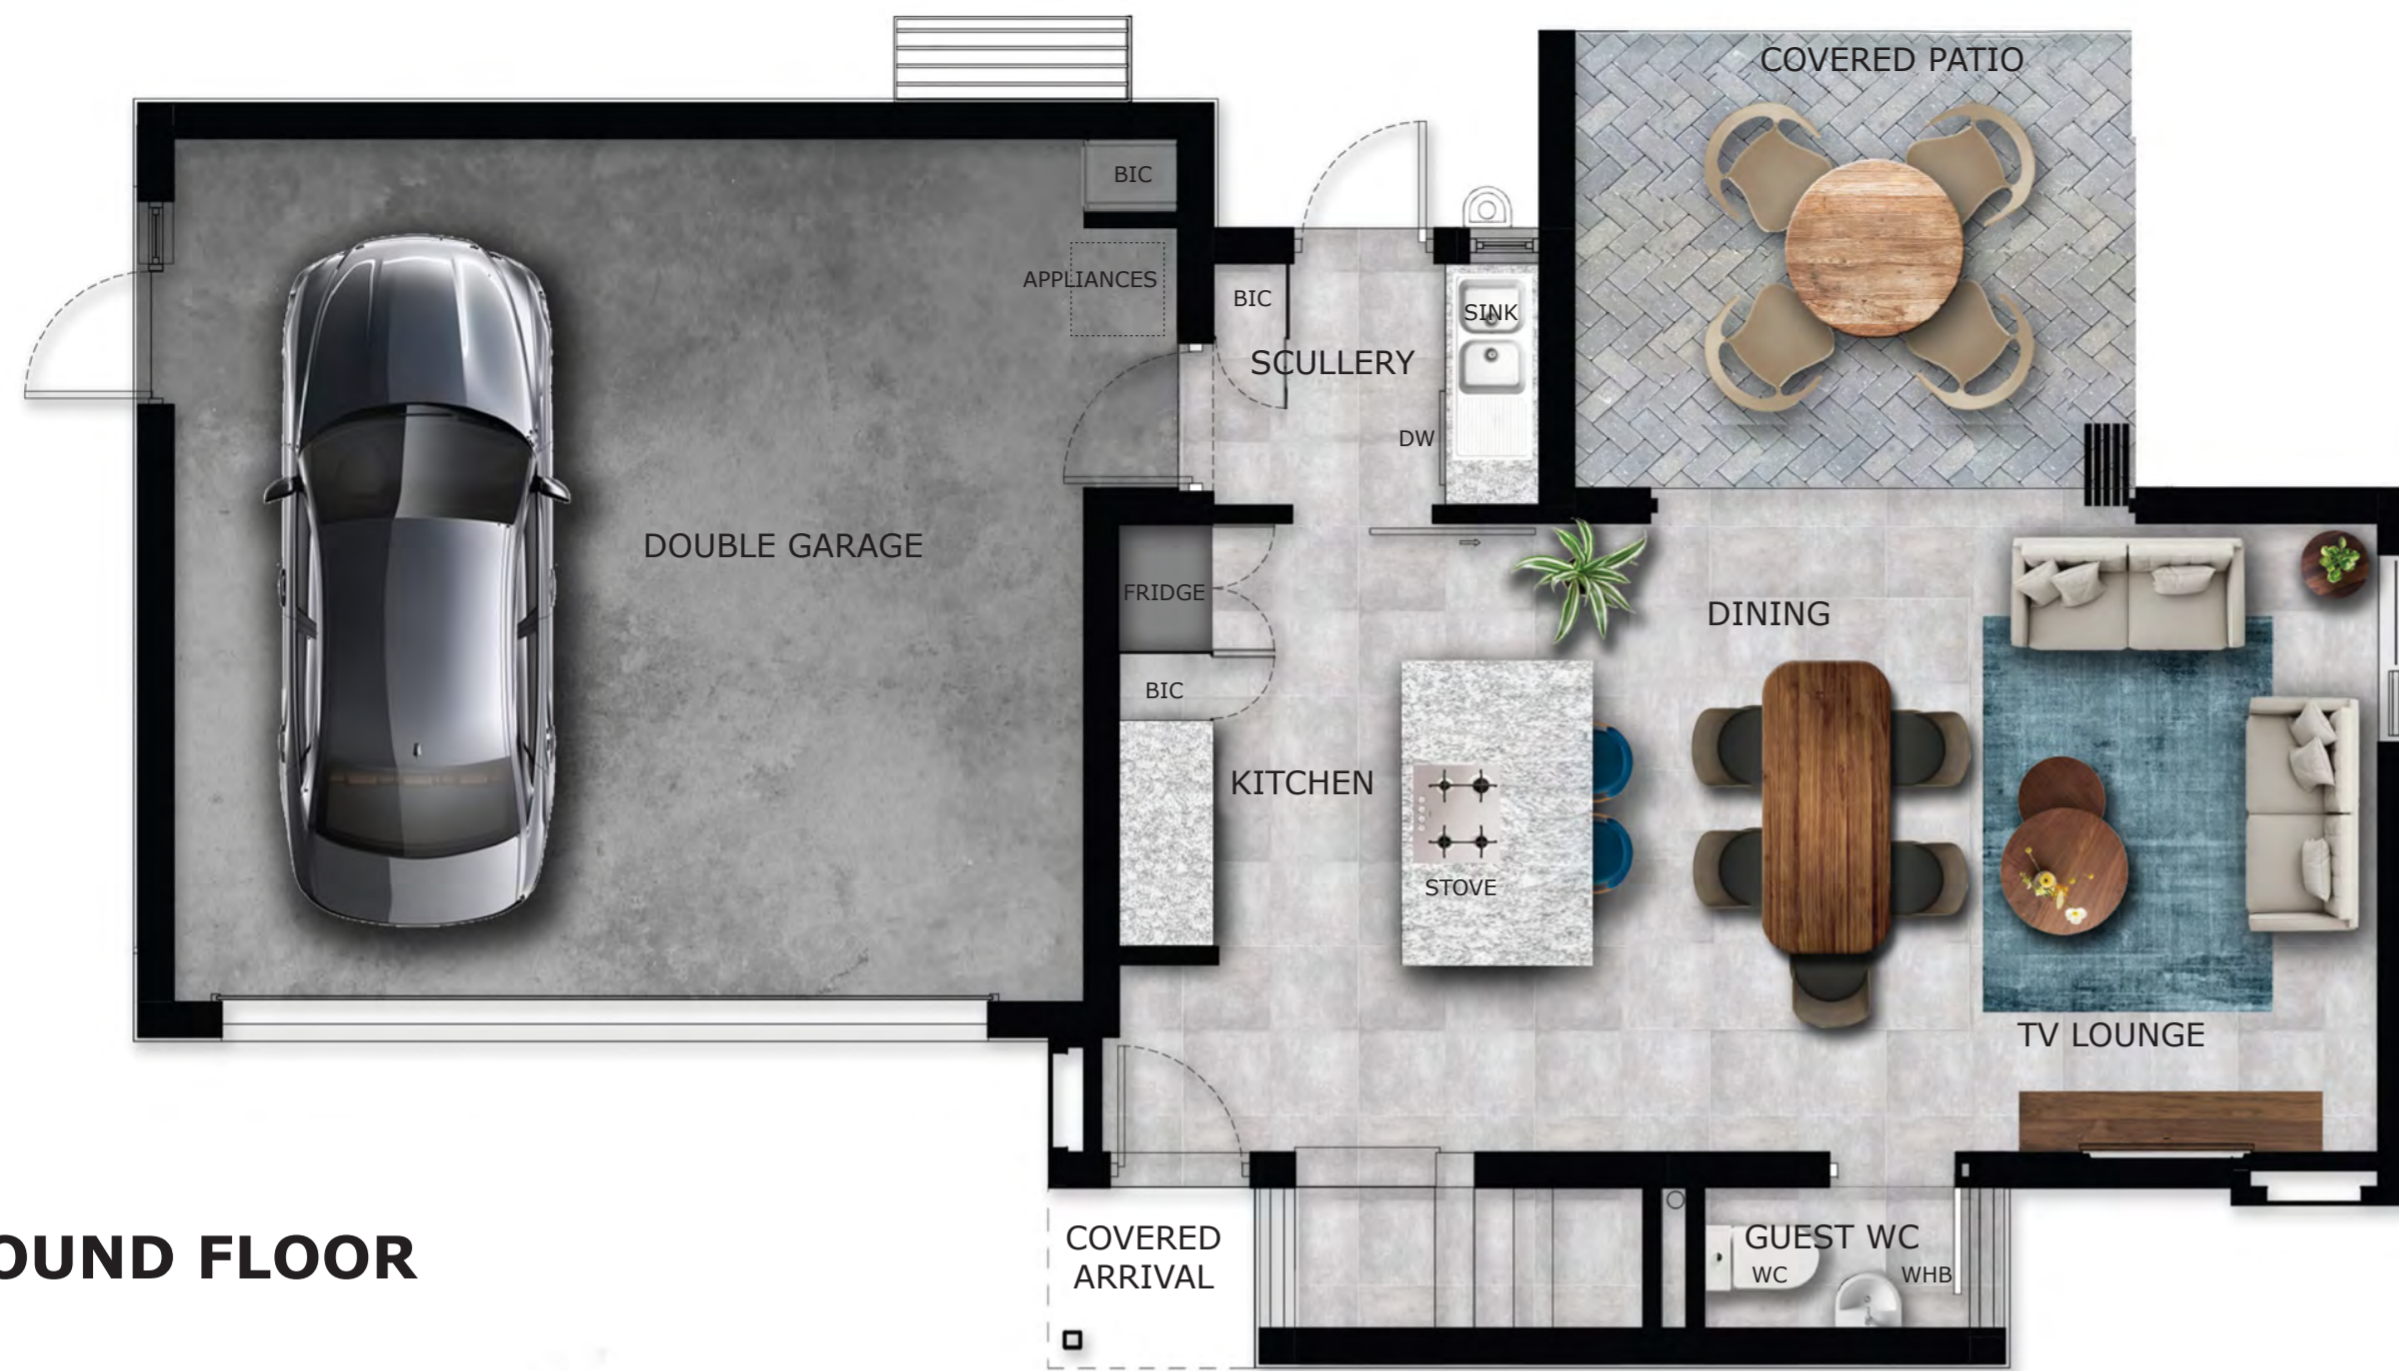 COVERED PATIO
BIC
APPLIANCES
BIC
SINK
SCULLERY
DW
DOUBLE GARAGE
FRIDGE
DINING
BIC
KITCHEN
STOVE
TV LOUNGE
COVERED
ARRIVAL
GUEST WC
WC
WHB
OUND FLOOR